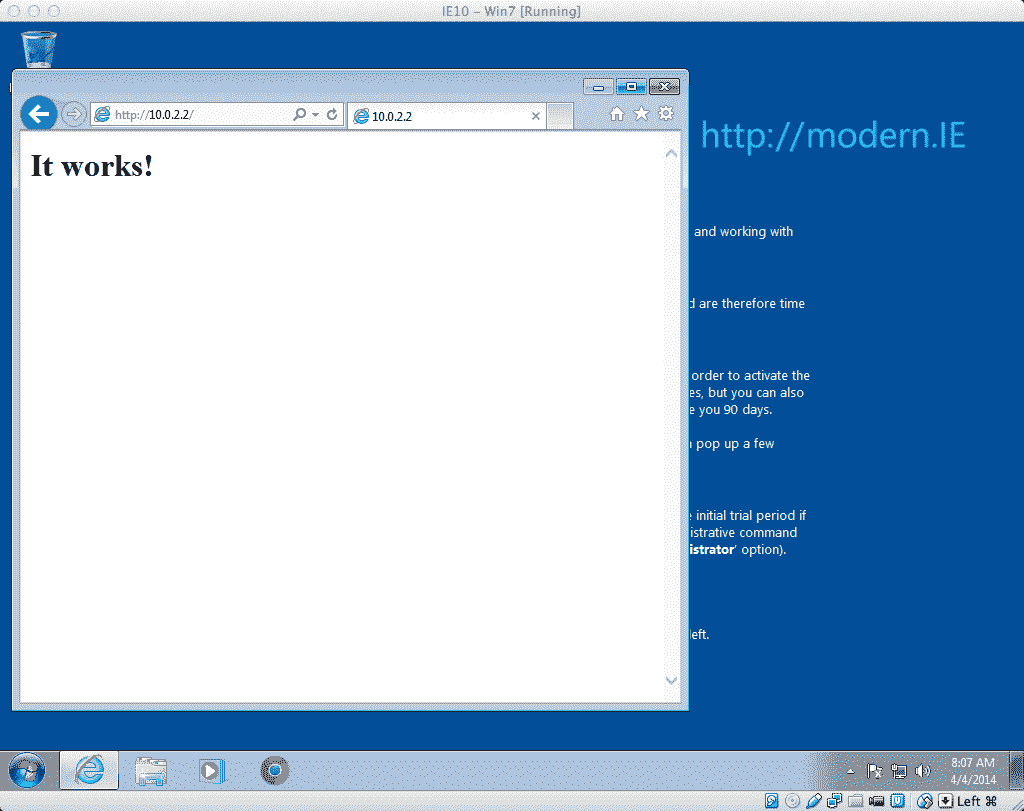 IE10 – Win7 [Running]
http://10.0.2.2/
10.0.2.2
http://modern.IE
It works!
and working with
d are therefore time
order to activate the
es, but you can also
e you 90 days.
pop up a few
e initial trial period if
istrative command
istrator' option).
left.
8:07 AM
4/4/2014
Left ⌘